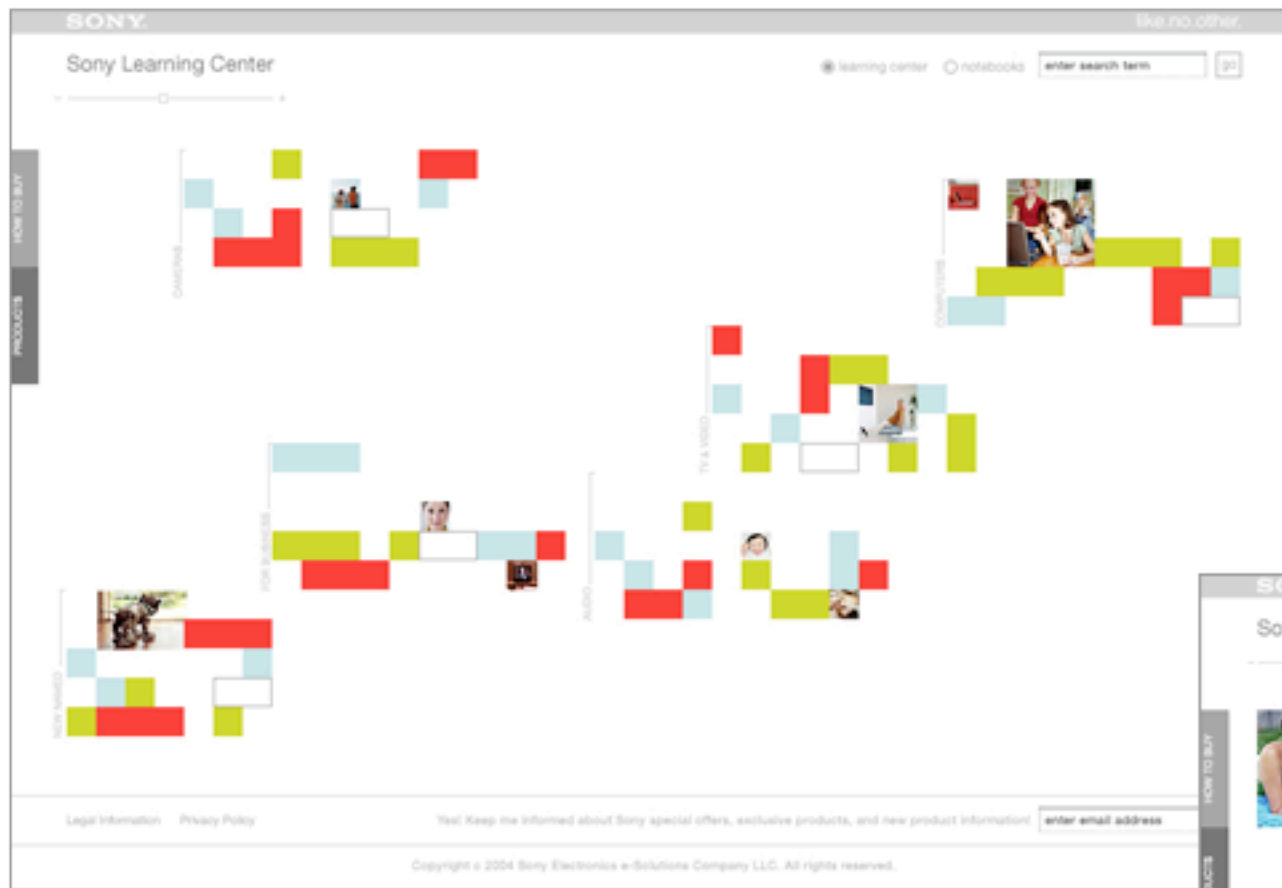 SONY.
like.no.other.
Sony Learning Center
learning center
notebooks
enter search term
go
HOW TO BUY
PRODUCTS
CAMERAS
COMPUTERS
TV & VIDEO
FOR BUSINESS
AUDIO
Legal Information
Privacy Policy
Yes! Keep me informed about Sony special offers, exclusive products, and new product information!
enter email address
Copyright © 2004 Sony Electronics e-Solutions Company LLC. All rights reserved.
SO
So
HOW TO BUY
UCTS